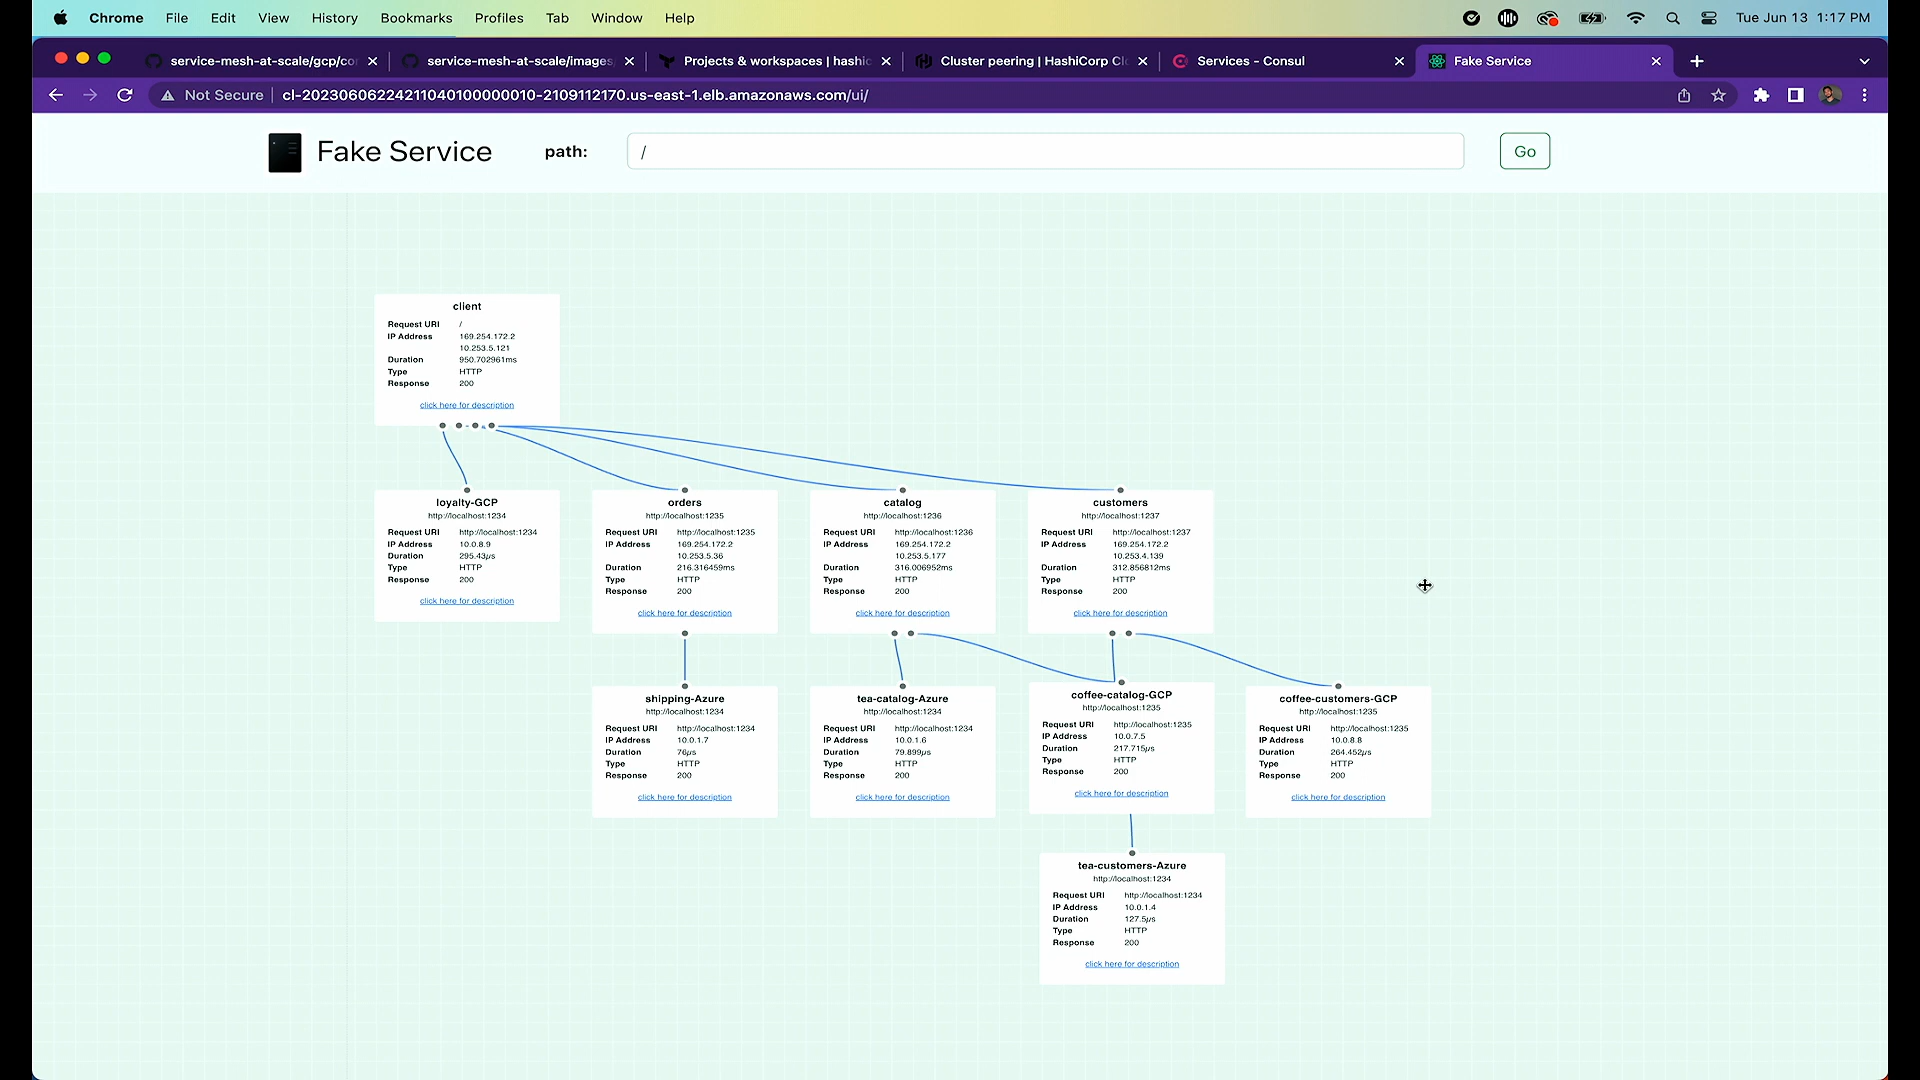 Chrome File Edit View History Bookmarks Profiles Tab Window Help Tue Jun 13 1:17 PM
service-mesh-at-scale/gcp/cor service-mesh-at-scale/images, Projects & workspaces | hashic Cluster peering | HashiCorp Clo Services - Consul Fake Service
Not Secure cl-20230606224211040100000010-2109112170.us-east-1.elb.amazonaws.com/ui/
Fake Service path: / Go
client
Request URI /
IP Address 169.254.172.2
10.253.5.121
Duration 950.702961ms
Type HTTP
Response 200
click here for description
loyalty-GCP
http://localhost:1234
Request URI http://localhost:1234
IP Address 10.0.8.9
Duration 295.43µs
Type HTTP
Response 200
click here for description
orders
http://localhost:1235
Request URI http://localhost:1235
IP Address 169.254.172.2
10.253.5.36
Duration 216.316459ms
Type HTTP
Response 200
click here for description
catalog
http://localhost:1236
Request URI http://localhost:1236
IP Address 169.254.172.2
10.253.5.177
Duration 316.006952ms
Type HTTP
Response 200
click here for description
customers
http://localhost:1237
Request URI http://localhost:1237
IP Address 169.254.172.2
10.253.4.139
Duration 312.856812ms
Type HTTP
Response 200
click here for description
shipping-Azure
http://localhost:1234
Request URI http://localhost:1234
IP Address 10.0.1.7
Duration 76µs
Type HTTP
Response 200
click here for description
tea-catalog-Azure
http://localhost:1234
Request URI http://localhost:1234
IP Address 10.0.1.6
Duration 79.899µs
Type HTTP
Response 200
click here for description
coffee-catalog-GCP
http://localhost:1235
Request URI http://localhost:1235
IP Address 10.0.7.5
Duration 217.715µs
Type HTTP
Response 200
click here for description
coffee-customers-GCP
http://localhost:1235
Request URI http://localhost:1235
IP Address 10.0.8.8
Duration 264.452µs
Type HTTP
Response 200
click here for description
tea-customers-Azure
http://localhost:1234
Request URI http://localhost:1234
IP Address 10.0.1.4
Duration 127.5µs
Type HTTP
Response 200
click here for description